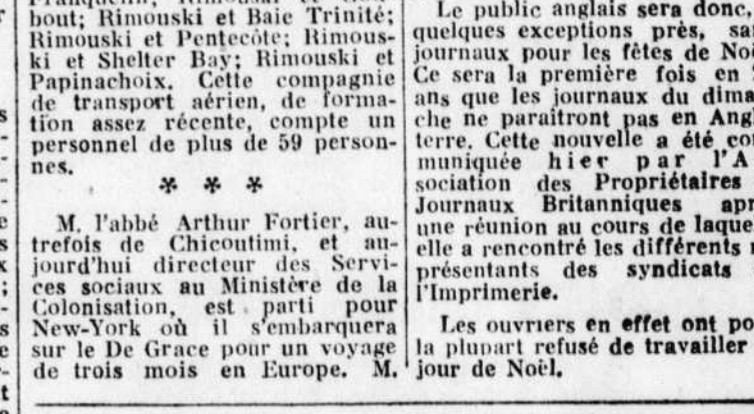 bout; Rimouski et Baie Trinité;
Rimouski et Pentecôte; Rimous-
ki et Shelter Bay; Rimouski et
Papinachoix. Cette compagnie
de transport aérien, de forma-
tion assez récente, compte un
personnel de plus de 59 person-
nes.
* * *
M. l'abbé Arthur Fortier, au-
trefois de Chicoutimi, et au-
jourd'hui directeur des Servi-
ces sociaux au Ministère de la
Colonisation, est parti pour
New-York où il s'embarquera
sur le De Grace pour un voyage
de trois mois en Europe. M.
Le public anglais sera donc,
quelques exceptions près, sa
journaux pour les fêtes de No
Ce sera la première fois en
ans que les journaux du dima
che ne paraîtront pas en Ang
terre. Cette nouvelle a été co
muniquée hier par l'A
sociation des Propriétaires
Journaux Britanniques apr
une réunion au cours de laque
elle a rencontré les différents
présentants des syndicats
l'Imprimerie.
Les ouvriers en effet ont po
la plupart refusé de travailler
jour de Noël.